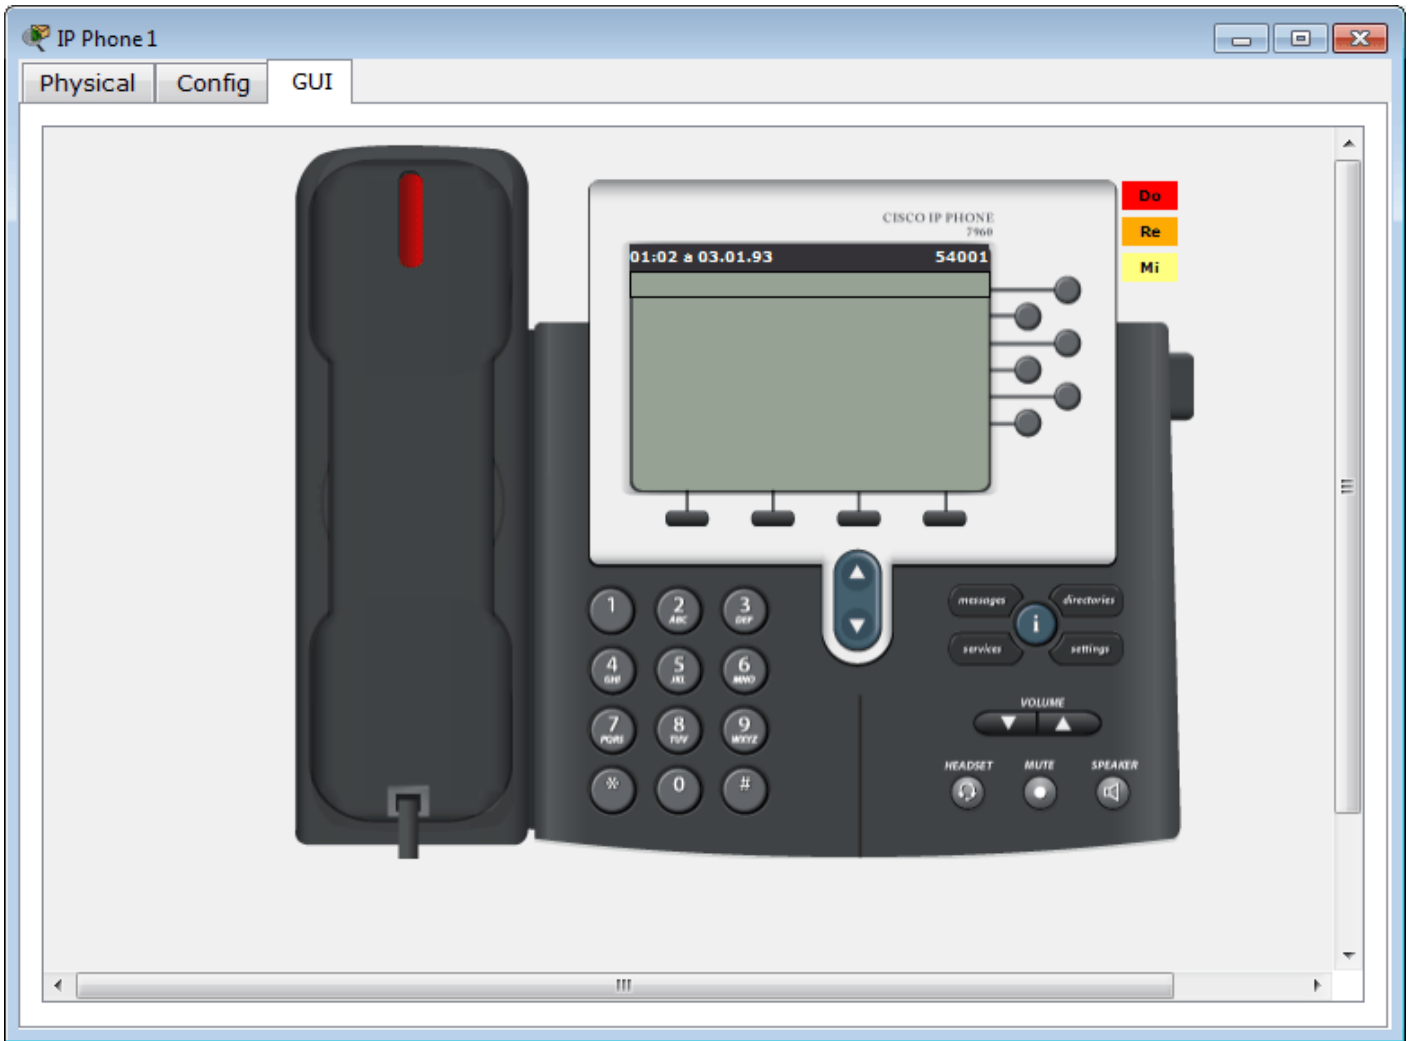 IP Phone1
Physical Config GUI
CISCO IP PHONE
7960
Do
Re
Mi
01:02 a 03.01.93 54001
1 2 3
ABC DEF
4 5 6
GHI JKL MNO
7 8 9
PQRS TUV WXYZ
* 0 #
messages directories
i
services settings
VOLUME
HEADSET MUTE SPEAKER